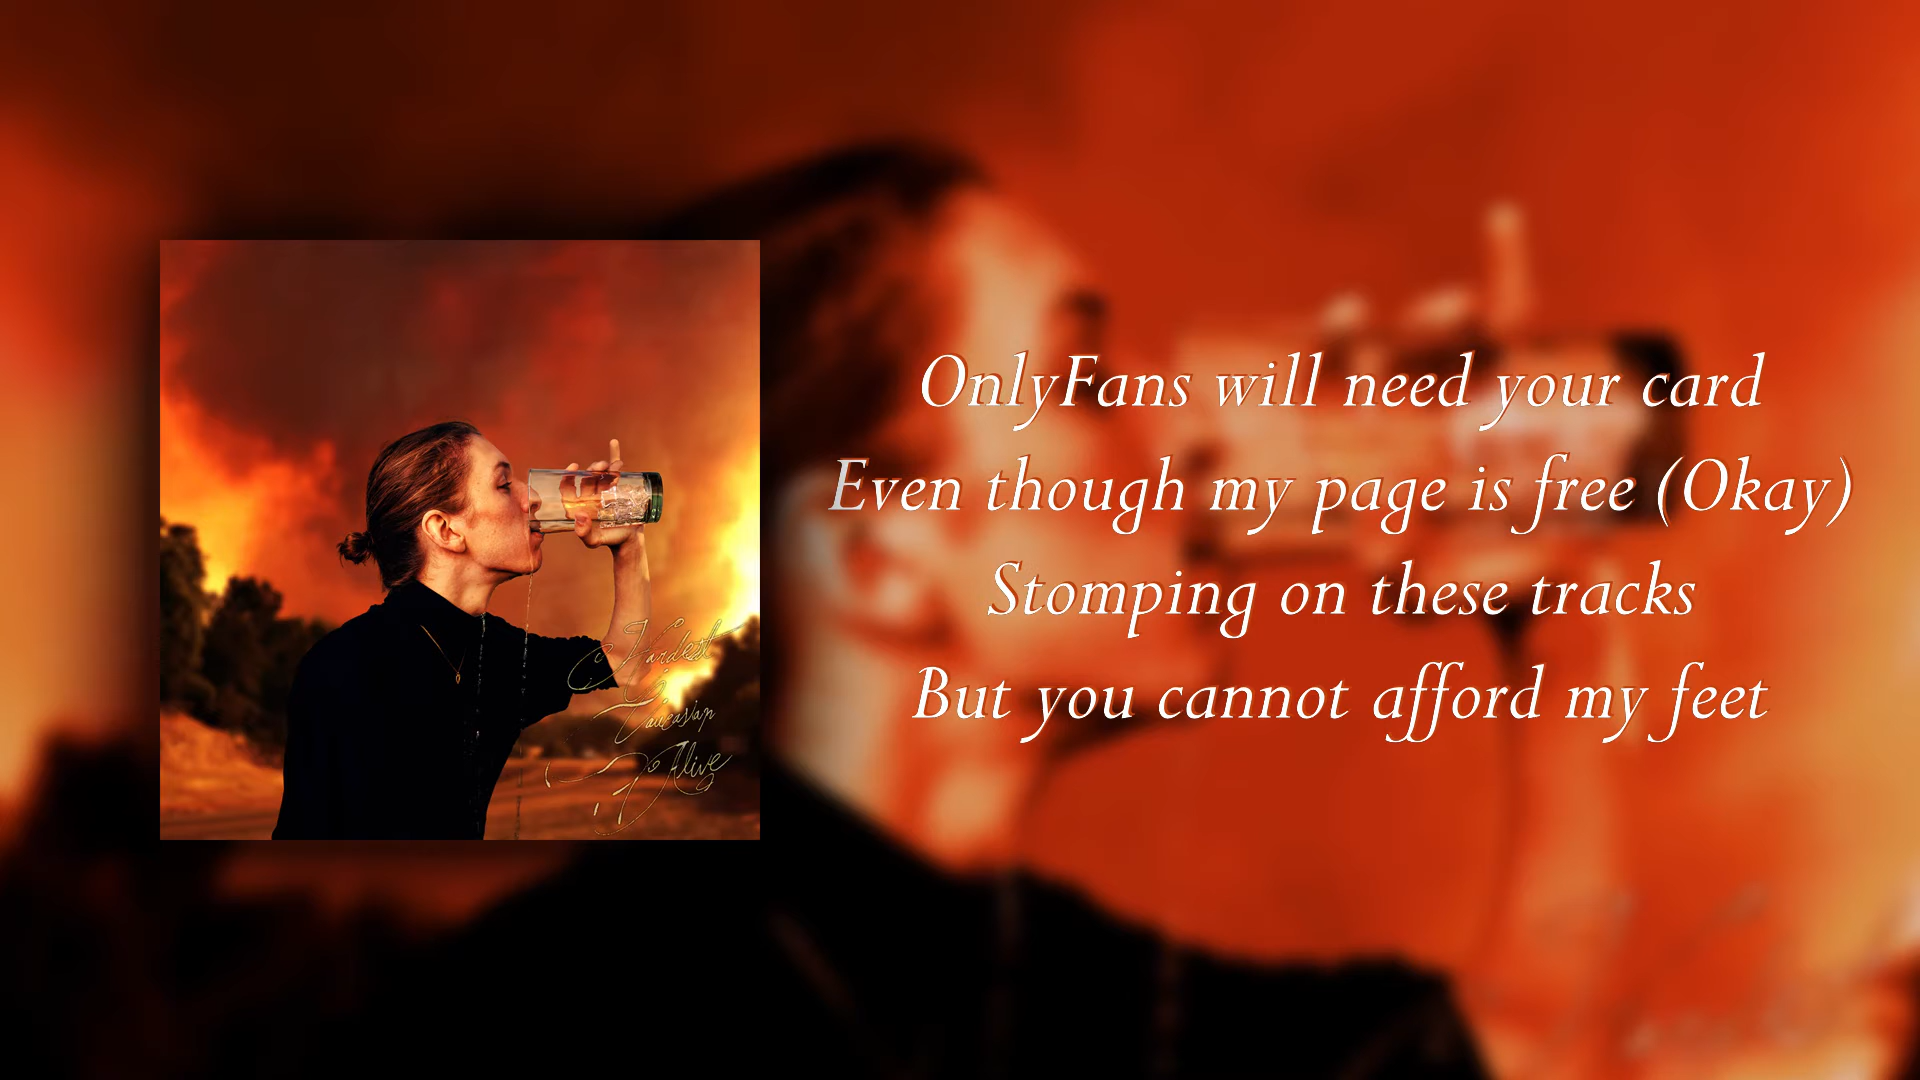 Hardest
Caucasian
Alive
OnlyFans will need your card
Even though my page is free (Okay)
Stomping on these tracks
But you cannot afford my feet